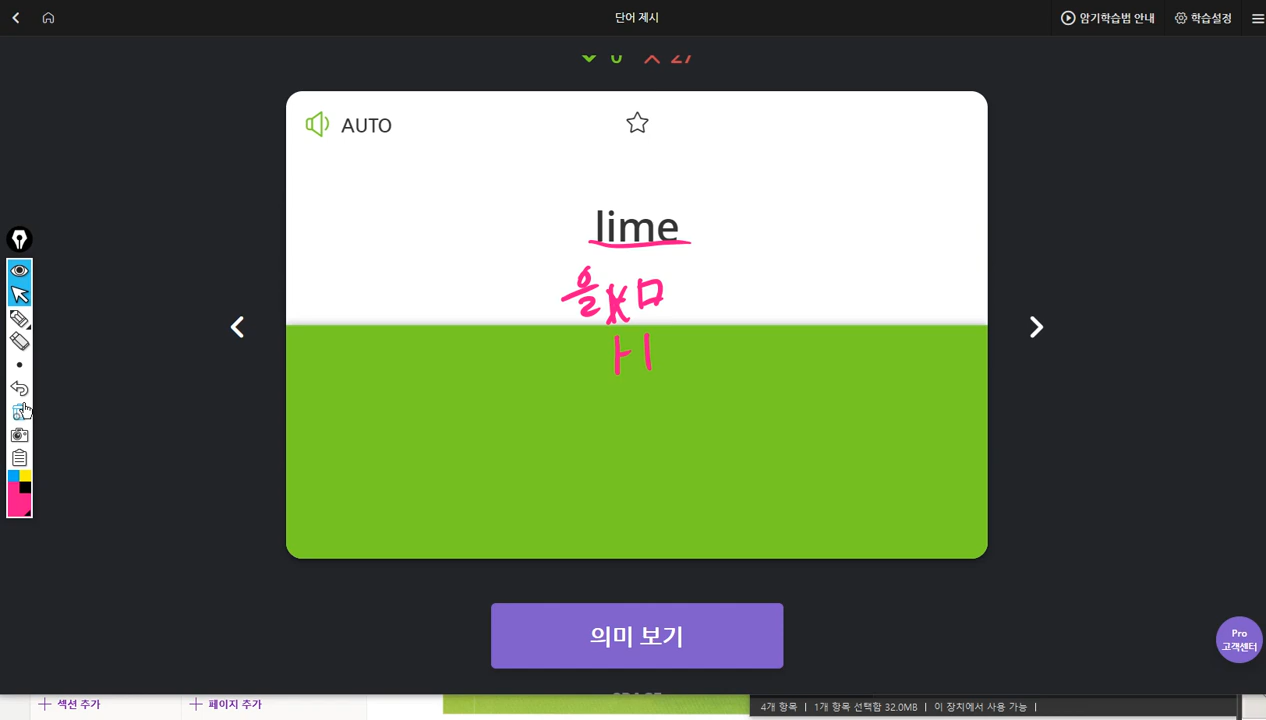 단어 제시
암기학습법 안내
학습설정
0 27
AUTO
lime
의미 보기
Pro
고객센터
섹션 추가
페이지 추가
4개 항목 | 1개 항목 선택함 32.0MB | 이 장치에서 사용 가능 |